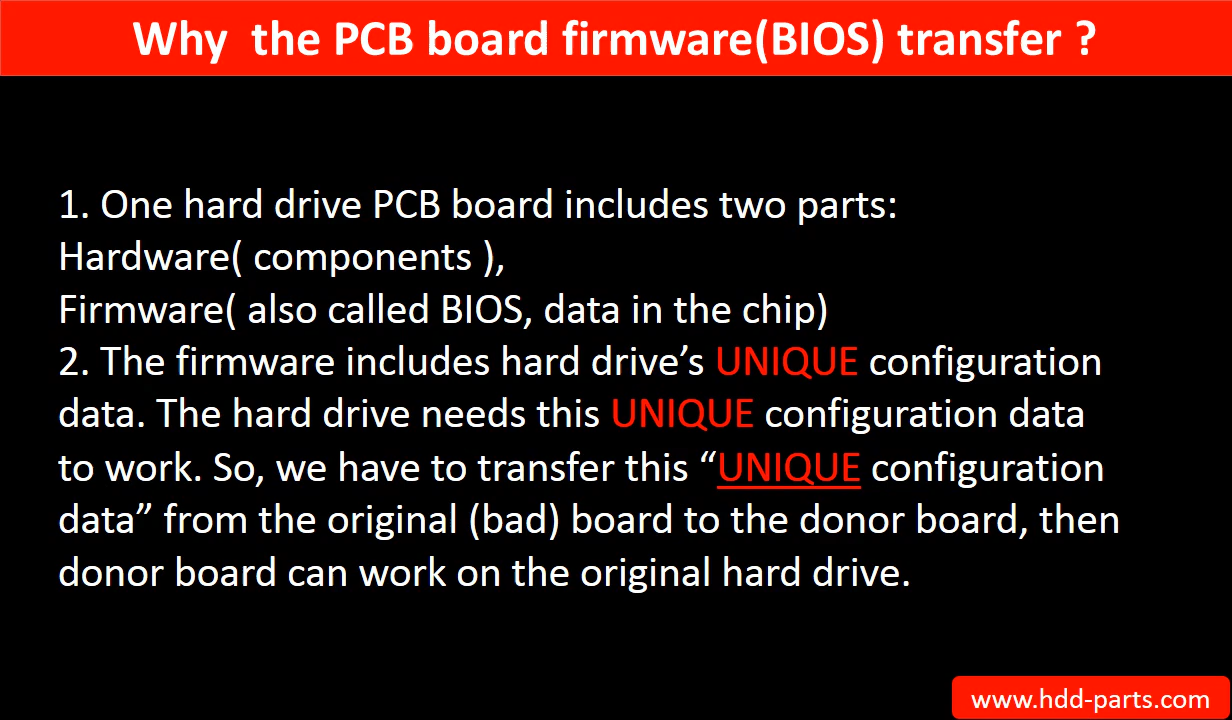 Why  the PCB board firmware(BIOS) transfer ?
1. One hard drive PCB board includes two parts:
Hardware( components ),
Firmware( also called BIOS, data in the chip)
2. The firmware includes hard drive’s UNIQUE configuration
data. The hard drive needs this UNIQUE configuration data
to work. So, we have to transfer this “UNIQUE configuration
data” from the original (bad) board to the donor board, then
donor board can work on the original hard drive.
www.hdd-parts.com